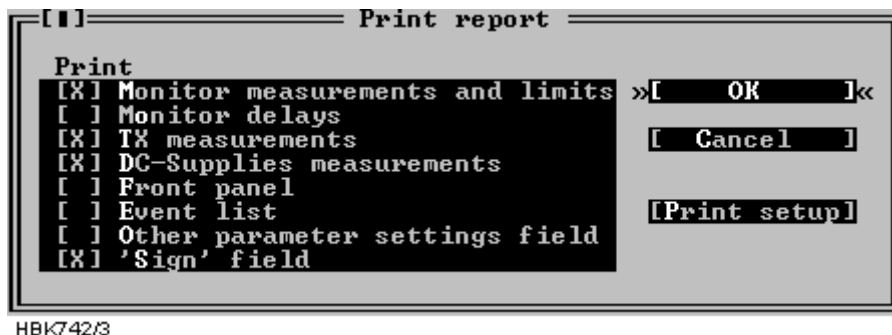 [▮] Print report
Print
[X] Monitor measurements and limits
[ ] Monitor delays
[X] TX measurements
[X] DC-Supplies measurements
[ ] Front panel
[ ] Event list
[ ] Other parameter settings field
[X] 'Sign' field
»[ OK ]«
[ Cancel ]
[Print setup]
HBK742/3